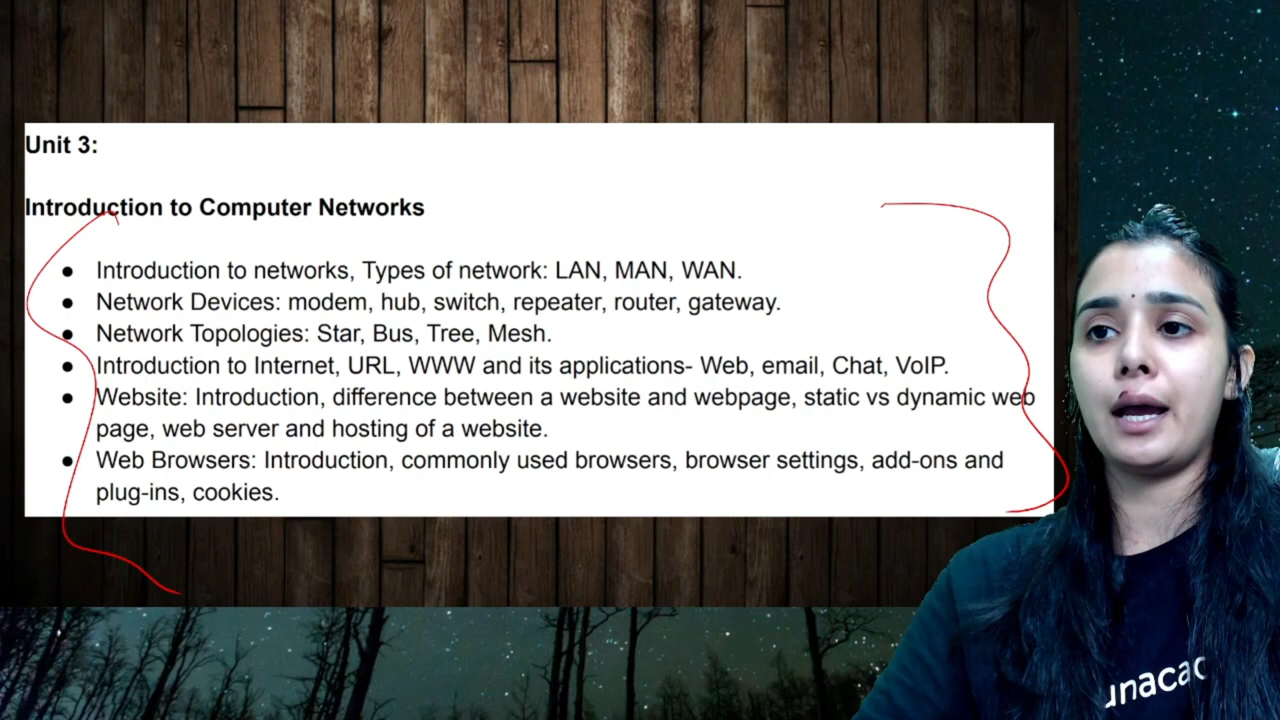 Unit 3:
Introduction to Computer Networks
● Introduction to networks, Types of network: LAN, MAN, WAN.
● Network Devices: modem, hub, switch, repeater, router, gateway.
● Network Topologies: Star, Bus, Tree, Mesh.
● Introduction to Internet, URL, WWW and its applications- Web, email, Chat, VoIP.
● Website: Introduction, difference between a website and webpage, static vs dynamic web
page, web server and hosting of a website.
● Web Browsers: Introduction, commonly used browsers, browser settings, add-ons and
plug-ins, cookies.
unacac